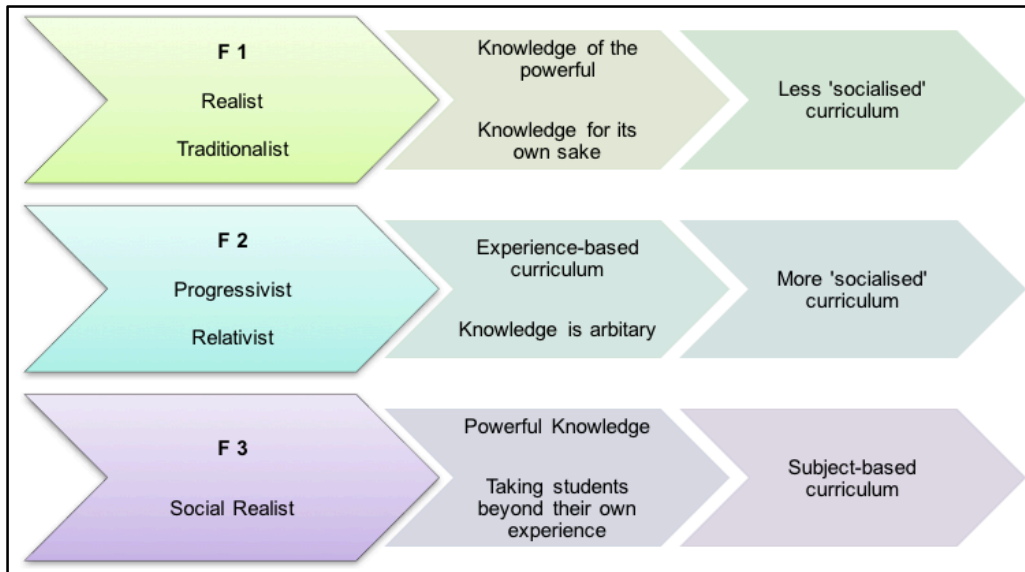 F 1
Realist
Traditionalist
Knowledge of the
powerful
Knowledge for its
own sake
Less 'socialised'
curriculum
F 2
Progressivist
Relativist
Experience-based
curriculum
Knowledge is arbitary
More 'socialised'
curriculum
F 3
Social Realist
Powerful Knowledge
Taking students
beyond their own
experience
Subject-based
curriculum